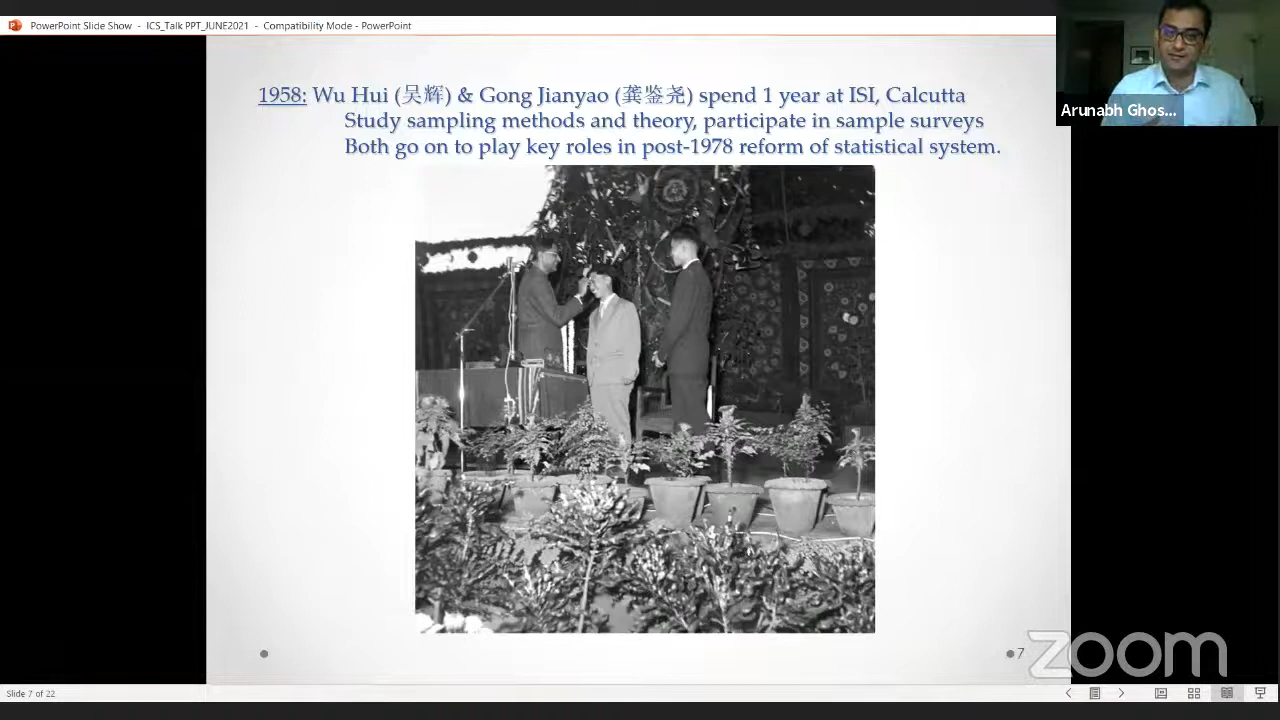 PowerPoint Slide Show - ICS_Talk PPT_JUNE2021 - Compatibility Mode - PowerPoint
Arunabh Ghos...
1958: Wu Hui (吴辉) & Gong Jianyao (龚鉴尧) spend 1 year at ISI, Calcutta
Study sampling methods and theory, participate in sample surveys
Both go on to play key roles in post-1978 reform of statistical system.
7
zoom
Slide 7 of 22